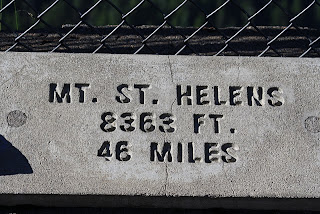 MT. ST. HELENS
8363 FT.
46 MILES